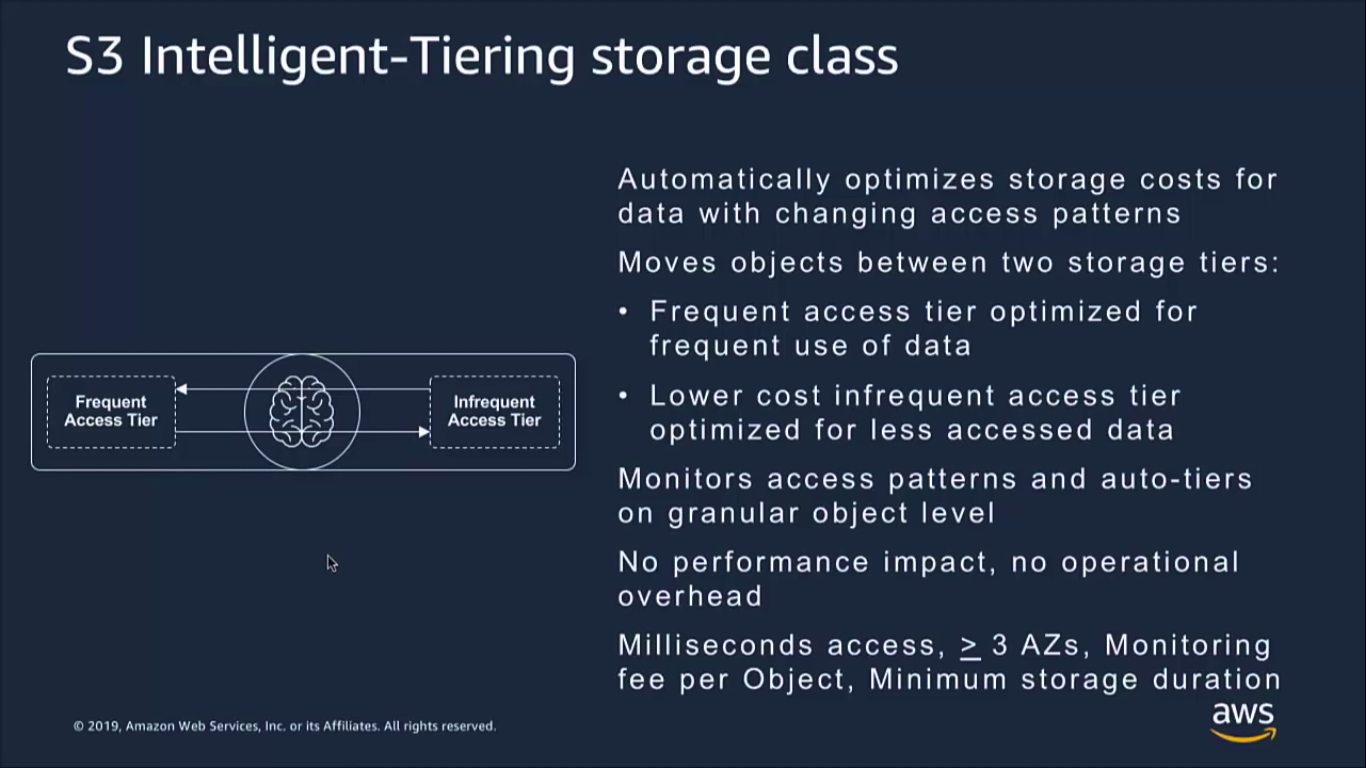 S3 Intelligent-Tiering storage class
Automatically optimizes storage costs for
data with changing access patterns
Moves objects between two storage tiers:
• Frequent access tier optimized for
frequent use of data
• Lower cost infrequent access tier
optimized for less accessed data
Monitors access patterns and auto-tiers
on granular object level
No performance impact, no operational
overhead
Milliseconds access, ≥ 3 AZs, Monitoring
fee per Object, Minimum storage duration
Frequent
Access Tier
Infrequent
Access Tier
© 2019, Amazon Web Services, Inc. or its Affiliates. All rights reserved.
aws